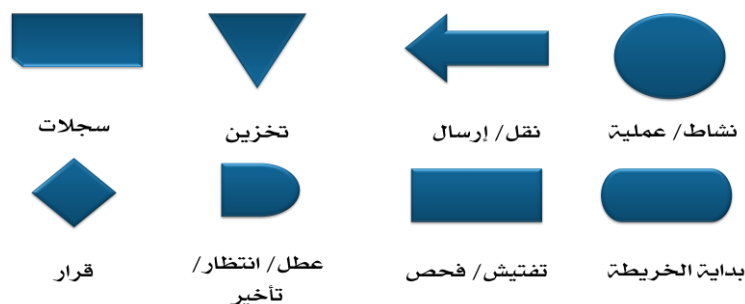 نشاط/ عملية
نقل/ إرسال
تخزين
سجلات
بداية الخريطة
تفتيش/ فحص
عطل/ انتظار/
تأخير
قرار